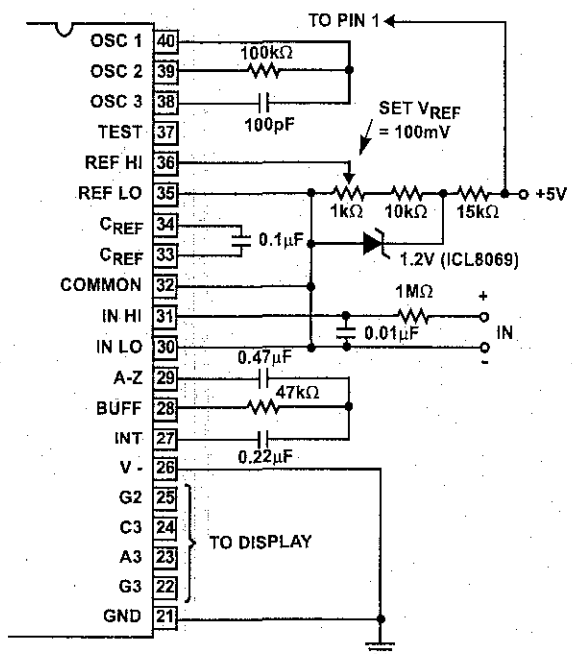 TO PIN 1
OSC 1 40
100kΩ
OSC 2 39
OSC 3 38
100pF
SET VREF
= 100mV
TEST 37
REF HI 36
REF LO 35
+5V
1kΩ 10kΩ 15kΩ
CREF 34
0.1µF
CREF 33
1.2V (ICL8069)
COMMON 32
1MΩ
+
IN HI 31
0.01µF
IN
IN LO 30
-
0.47µF
A-Z 29
47kΩ
BUFF 28
INT 27
0.22µF
V - 26
G2 25
C3 24
TO DISPLAY
A3 23
G3 22
GND 21